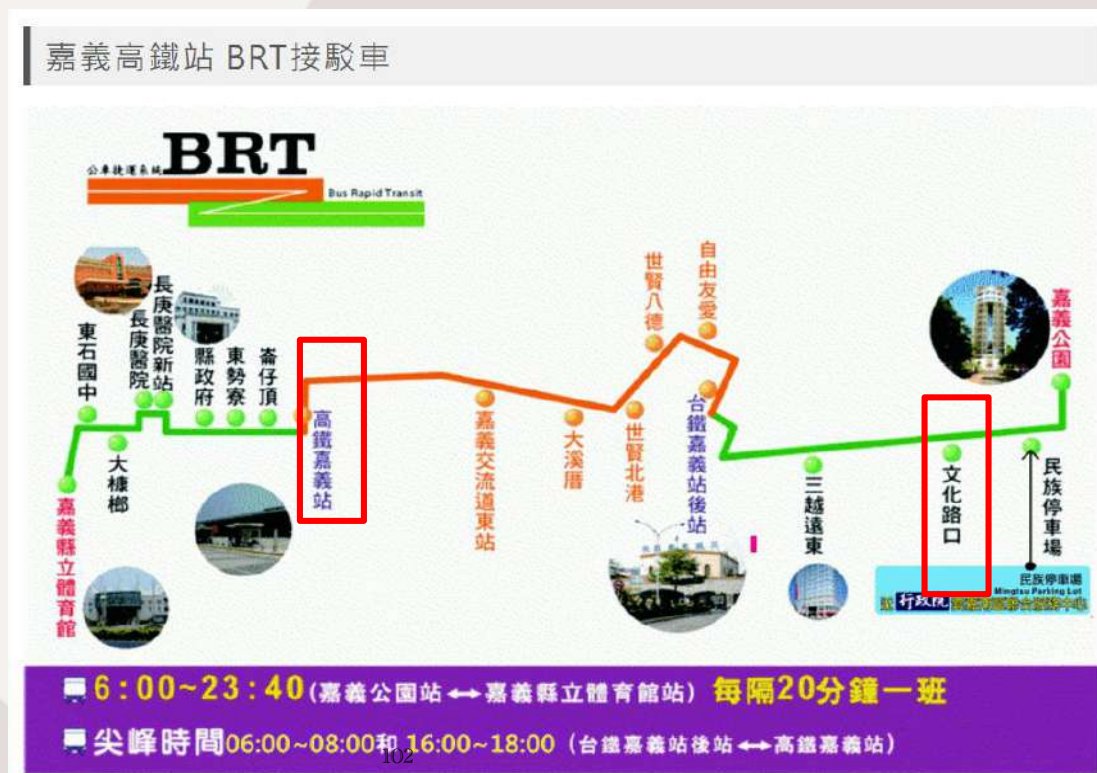 嘉義高鐵站 BRT接駁車
公車捷運系統 BRT
Bus Rapid Transit
嘉義縣立體育館
東石國中
大槺榔
長庚醫院
長庚醫院新站
縣政府
東勢寮
崙仔頂
高鐵嘉義站
嘉義交流道東站
大溪厝
世賢北港
世賢八德
自由友愛
台鐵嘉義站後站
三越遠東
文化路口
民族停車場
嘉義公園
民族停車場
Mingtsu Parking Lot
行政院
6:00~23:40(嘉義公園站↔嘉義縣立體育館站) 每隔20分鐘一班
尖峰時間06:00~08:00和 16:00~18:00 (台鐵嘉義站後站↔高鐵嘉義站)
102